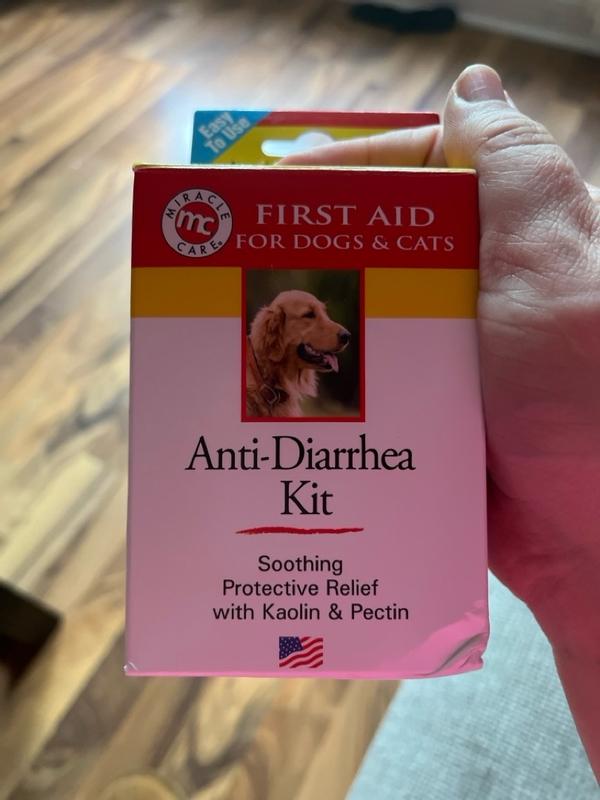 Easy
To Use
MIRACLE
mc
CARE®
FIRST AID
FOR DOGS & CATS
Anti-Diarrhea
Kit
Soothing
Protective Relief
with Kaolin & Pectin